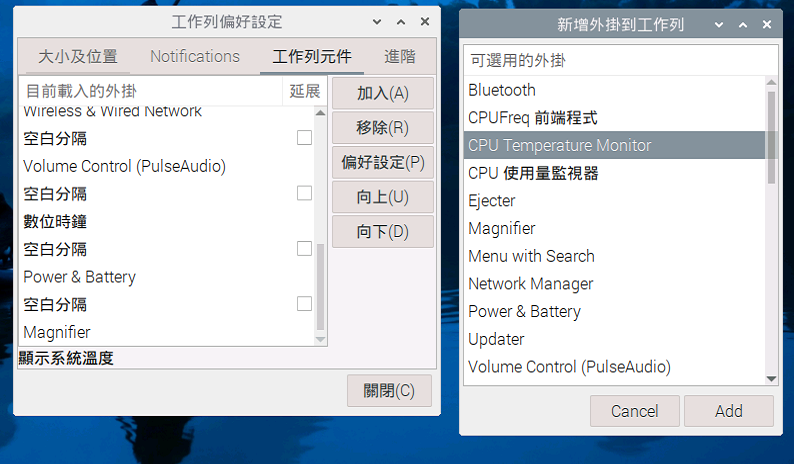 工作列偏好設定
大小及位置 Notifications 工作列元件 進階
目前載入的外掛 延展
Wireless & Wired Network
空白分隔
Volume Control (PulseAudio)
空白分隔
數位時鐘
空白分隔
Power & Battery
空白分隔
Magnifier
顯示系統溫度
加入(A)
移除(R)
偏好設定(P)
向上(U)
向下(D)
關閉(C)
新增外掛到工作列
可選用的外掛
Bluetooth
CPUFreq 前端程式
CPU Temperature Monitor
CPU 使用量監視器
Ejecter
Magnifier
Menu with Search
Network Manager
Power & Battery
Updater
Volume Control (PulseAudio)
Cancel Add